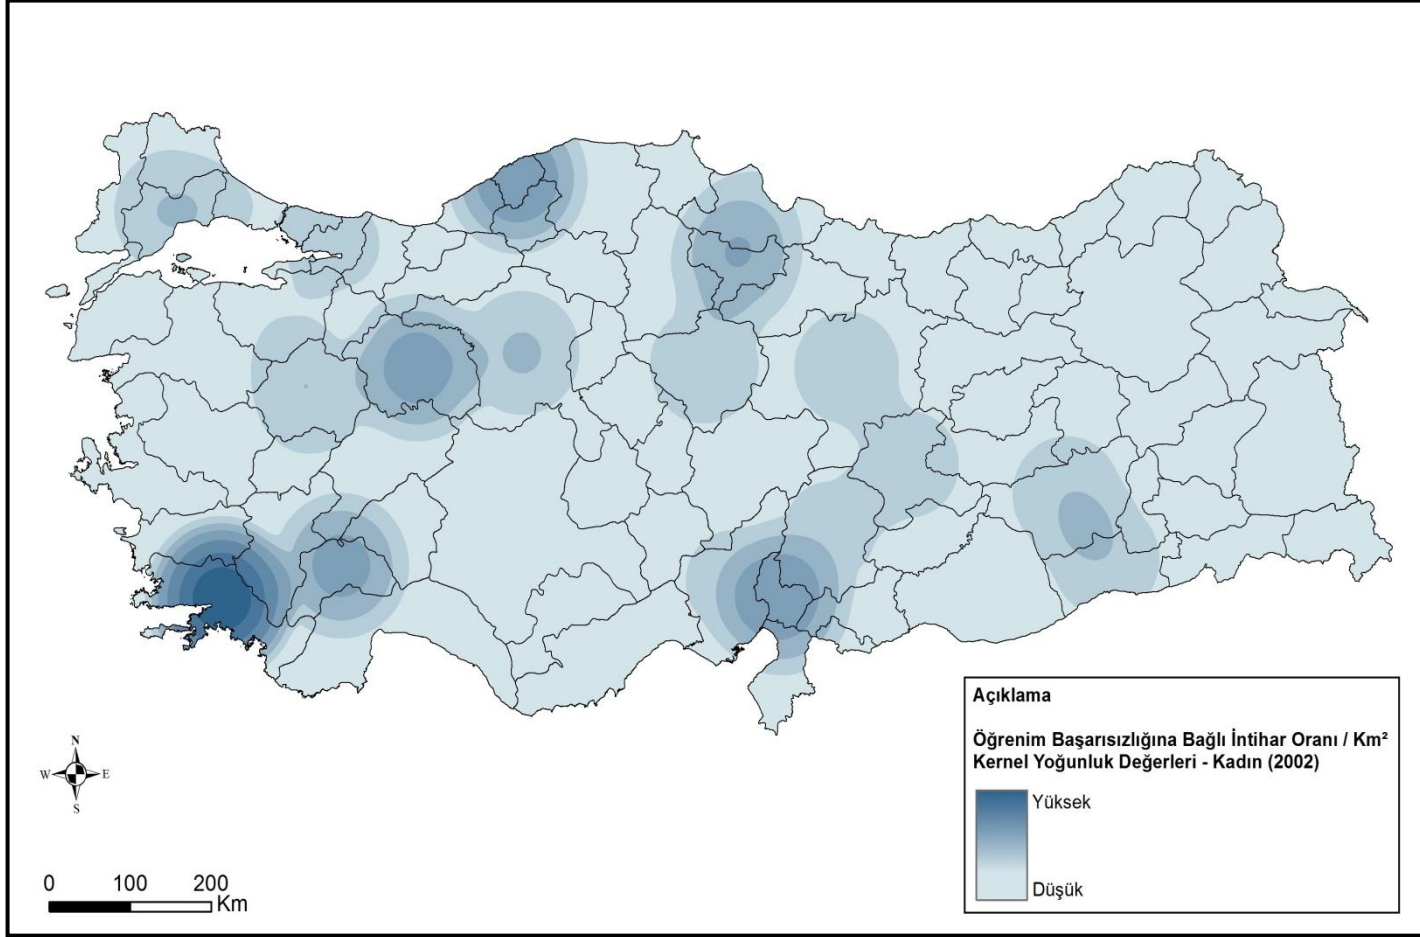 Açıklama
Öğrenim Başarısızlığına Bağlı İntihar Oranı / Km²
Kernel Yoğunluk Değerleri - Kadın (2002)
Yüksek
Düşük
N
W E
S
0 100 200
Km